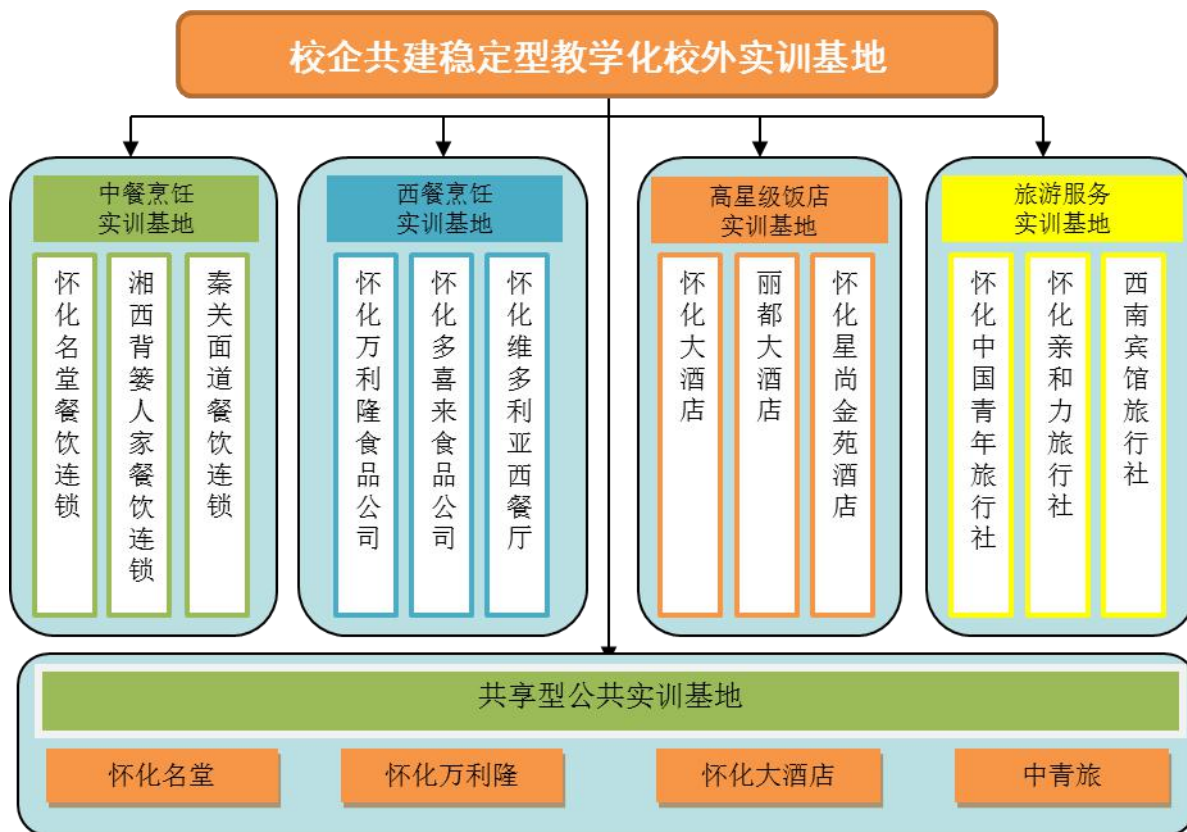 校企共建稳定型教学化校外实训基地
中餐烹饪
实训基地
怀化名堂餐饮连锁
湘西背篓人家餐饮连锁
秦关面道餐饮连锁
西餐烹饪
实训基地
怀化万利隆食品公司
怀化多喜来食品公司
怀化维多利亚西餐厅
高星级饭店
实训基地
怀化大酒店
丽都大酒店
怀化星尚金苑酒店
旅游服务
实训基地
怀化中国青年旅行社
怀化亲和力旅行社
西南宾馆旅行社
共享型公共实训基地
怀化名堂
怀化万利隆
怀化大酒店
中青旅